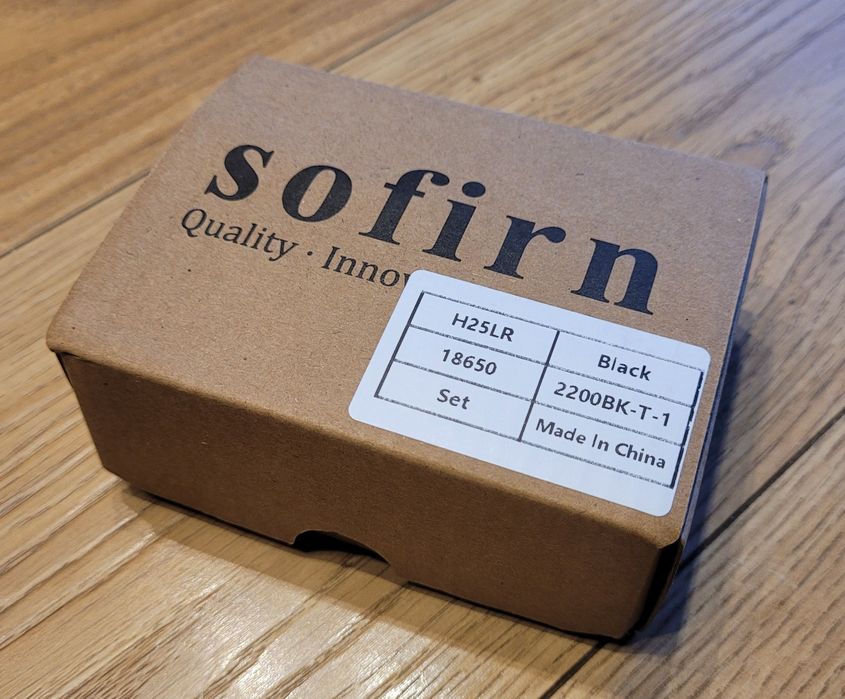 sofirn
Quality · Innov
H25LR Black
18650 2200BK-T-1
Set Made In China